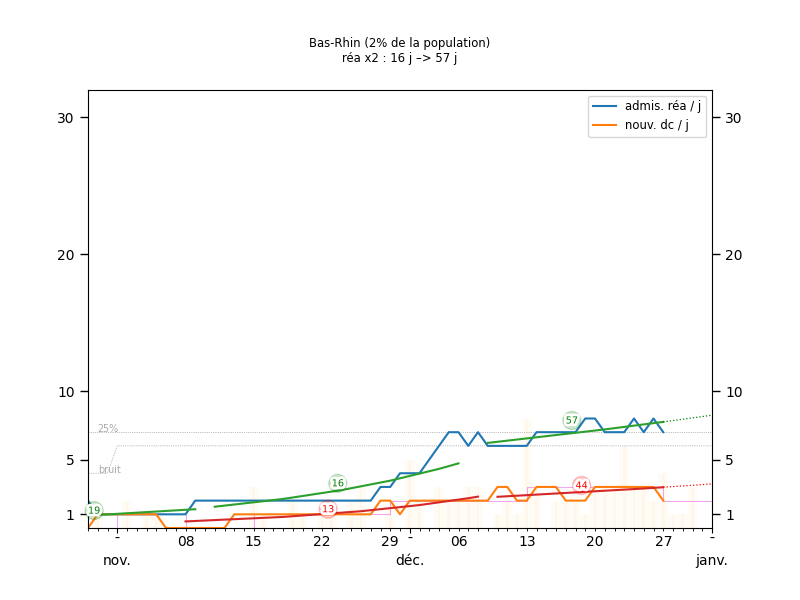 Bas-Rhin (2% de la population)
réa x2 : 16 j –> 57 j
admis. réa / j
nouv. dc / j
30 30
20 20
10 10
57
25%
bruit
16
44
5 5
19
13
1 1
- 08 15 22 29 - 06 13 20 27 -
nov. déc. janv.